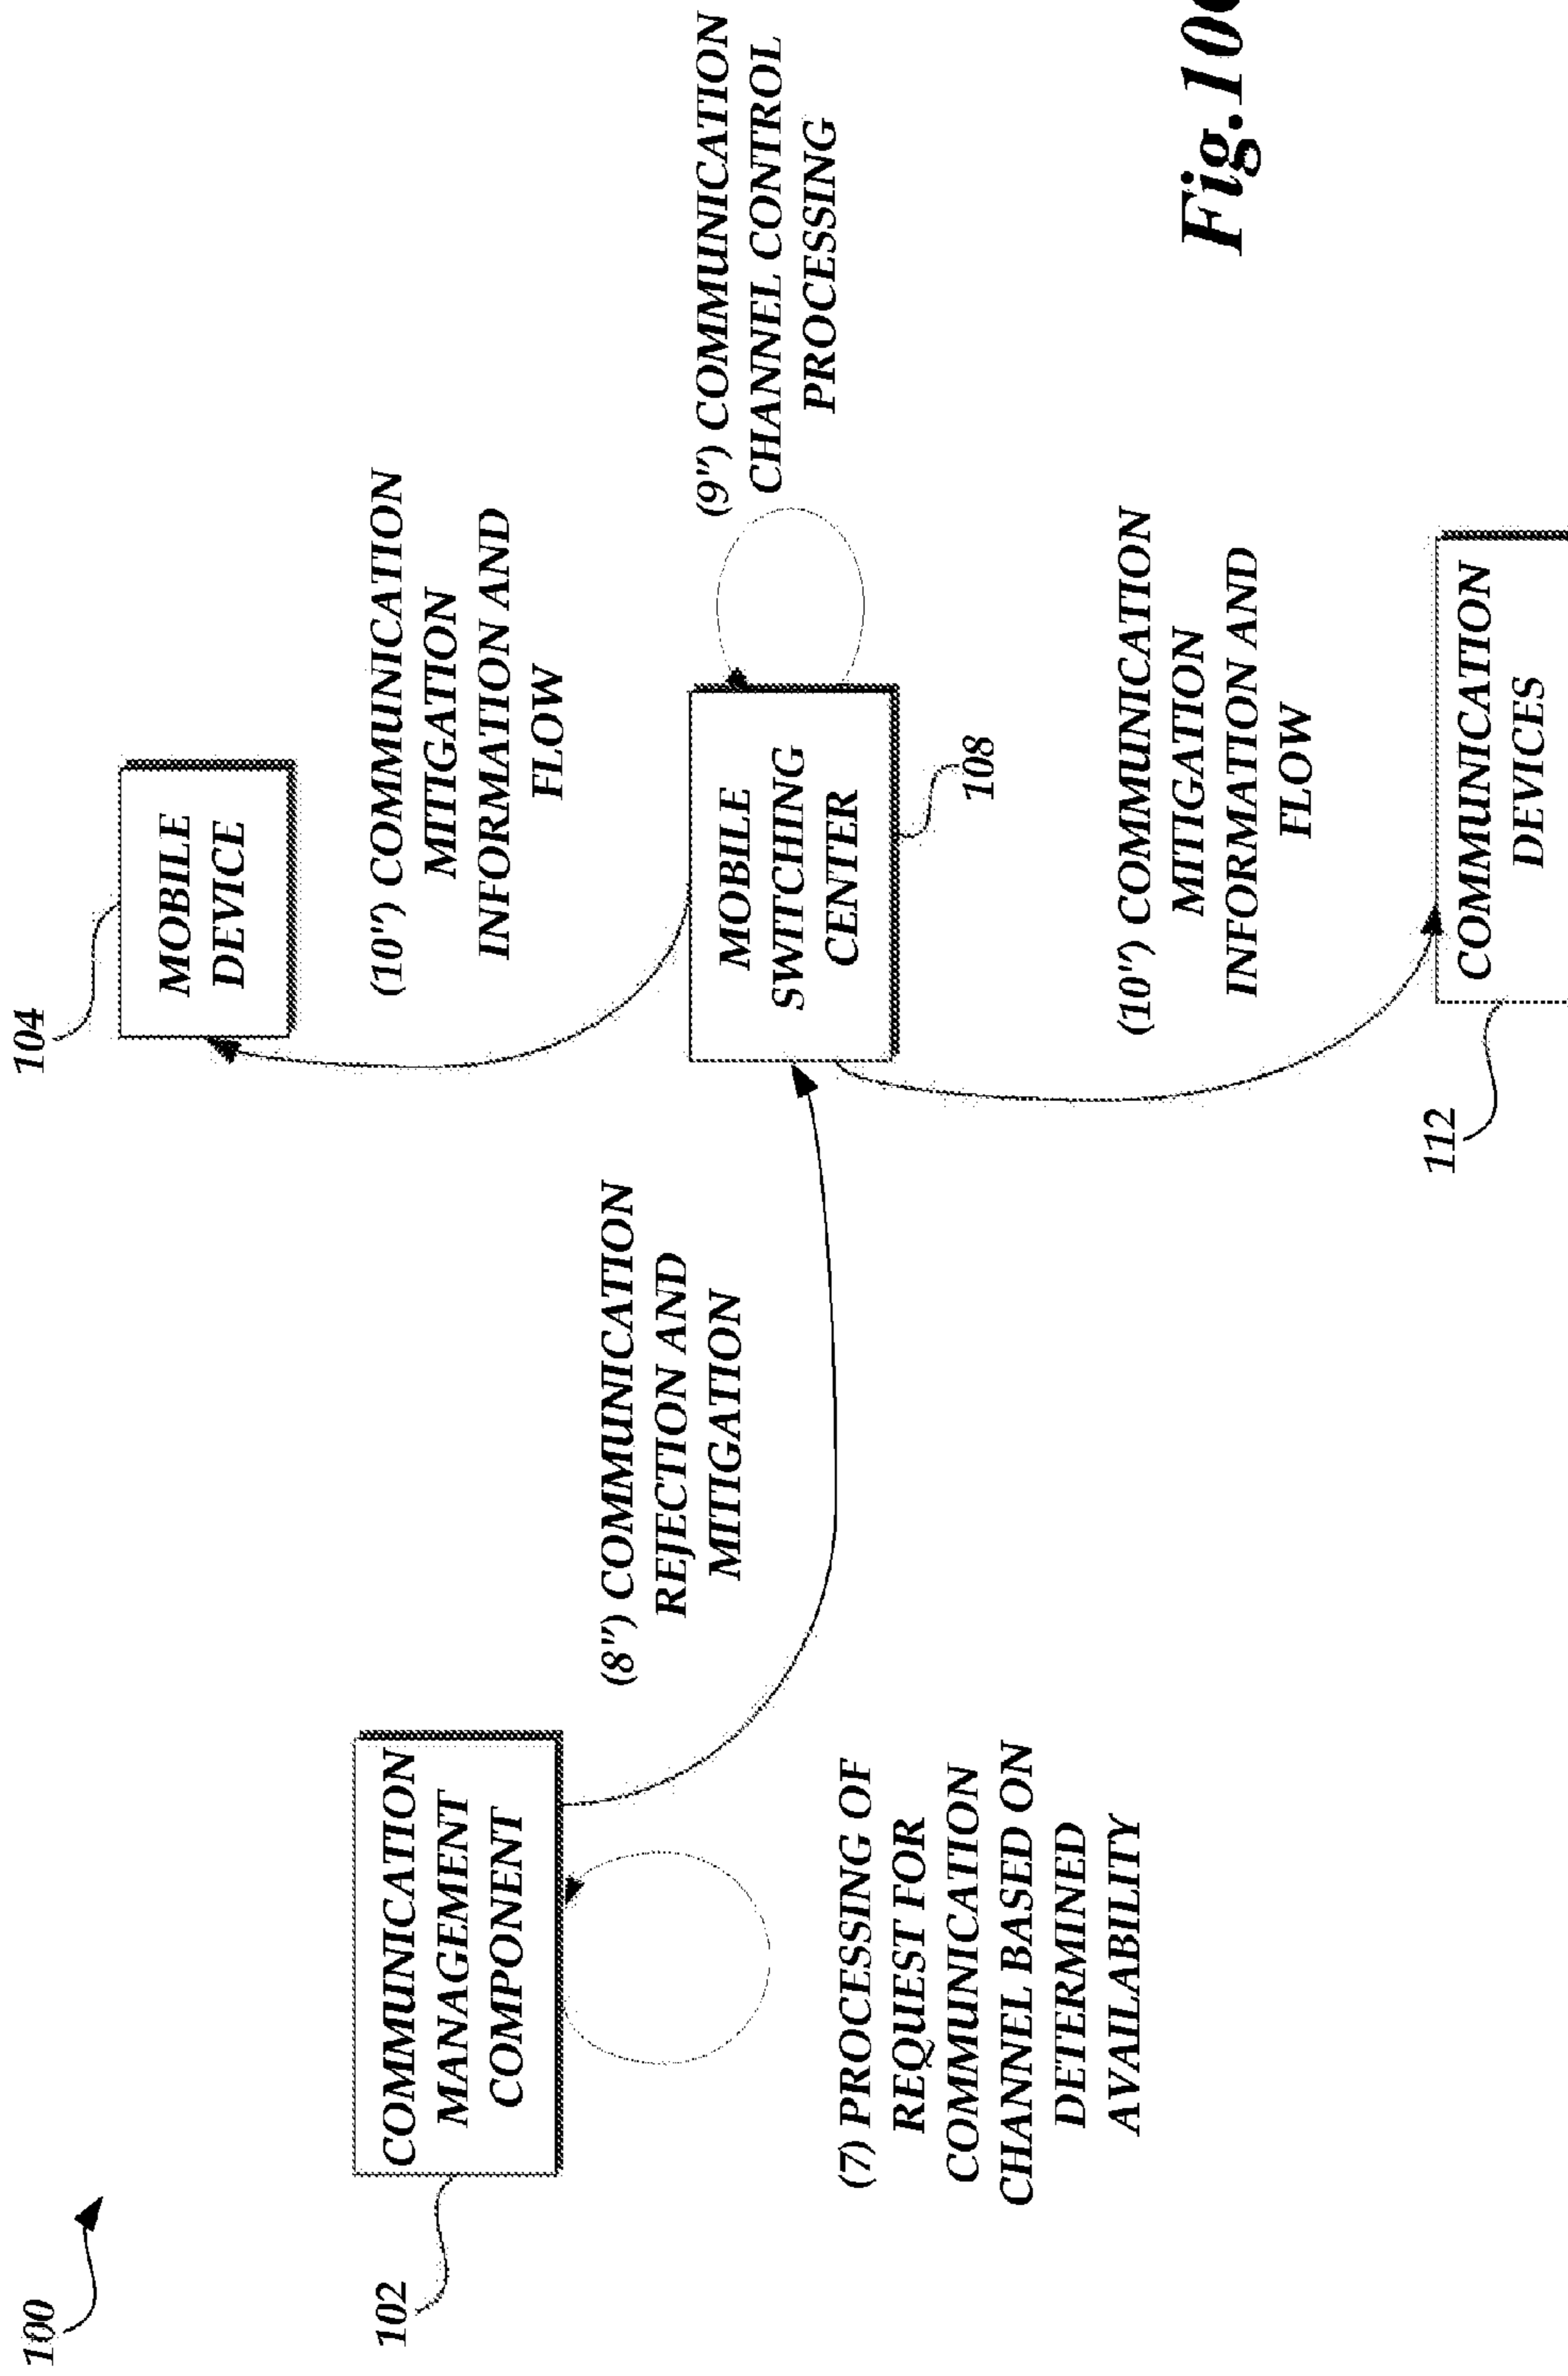 100
104
MOBILE
DEVICE
102
COMMUNICATION
MANAGEMENT
COMPONENT
(10") COMMUNICATION
MITIGATION
INFORMATION AND
FLOW
(8") COMMUNICATION
REJECTION AND
MITIGATION
MOBILE
SWITCHING
CENTER
108
(9") COMMUNICATION
CHANNEL CONTROL
PROCESSING
(7) PROCESSING OF
REQUEST FOR
COMMUNICATION
CHANNEL BASED ON
DETERMINED
AVAILABILITY
(10") COMMUNICATION
MITIGATION
INFORMATION AND
FLOW
112
COMMUNICATION
DEVICES